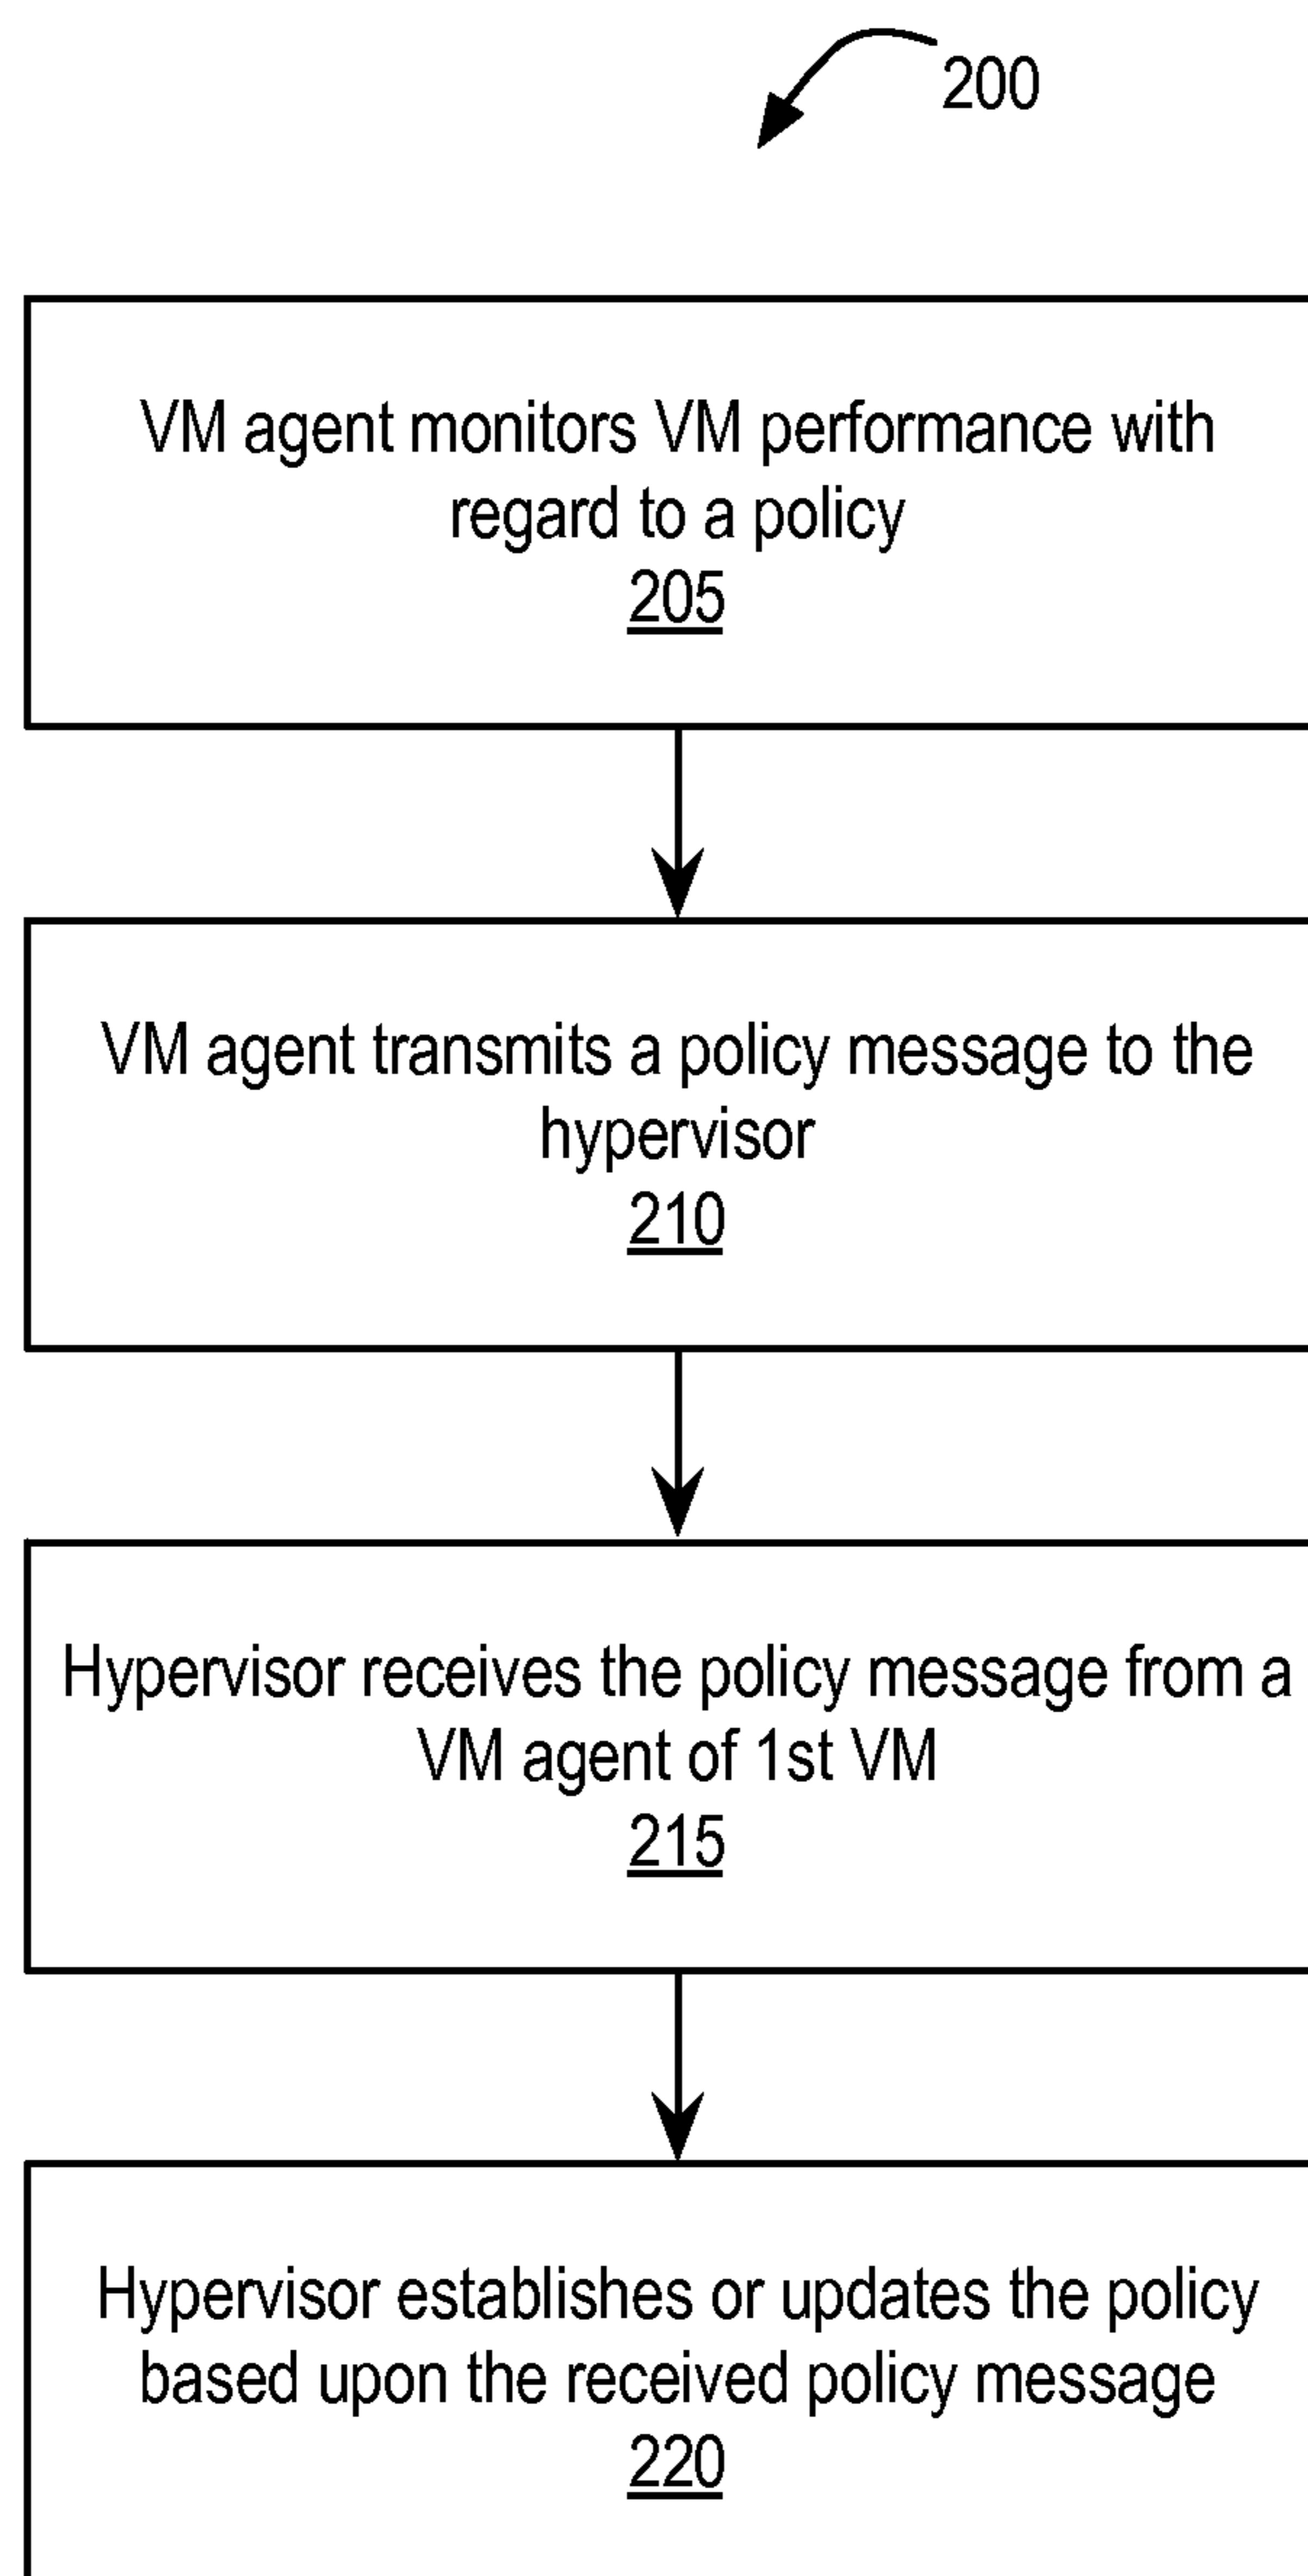 200
VM agent monitors VM performance with
regard to a policy
205
VM agent transmits a policy message to the
hypervisor
210
Hypervisor receives the policy message from a
VM agent of 1st VM
215
Hypervisor establishes or updates the policy
based upon the received policy message
220